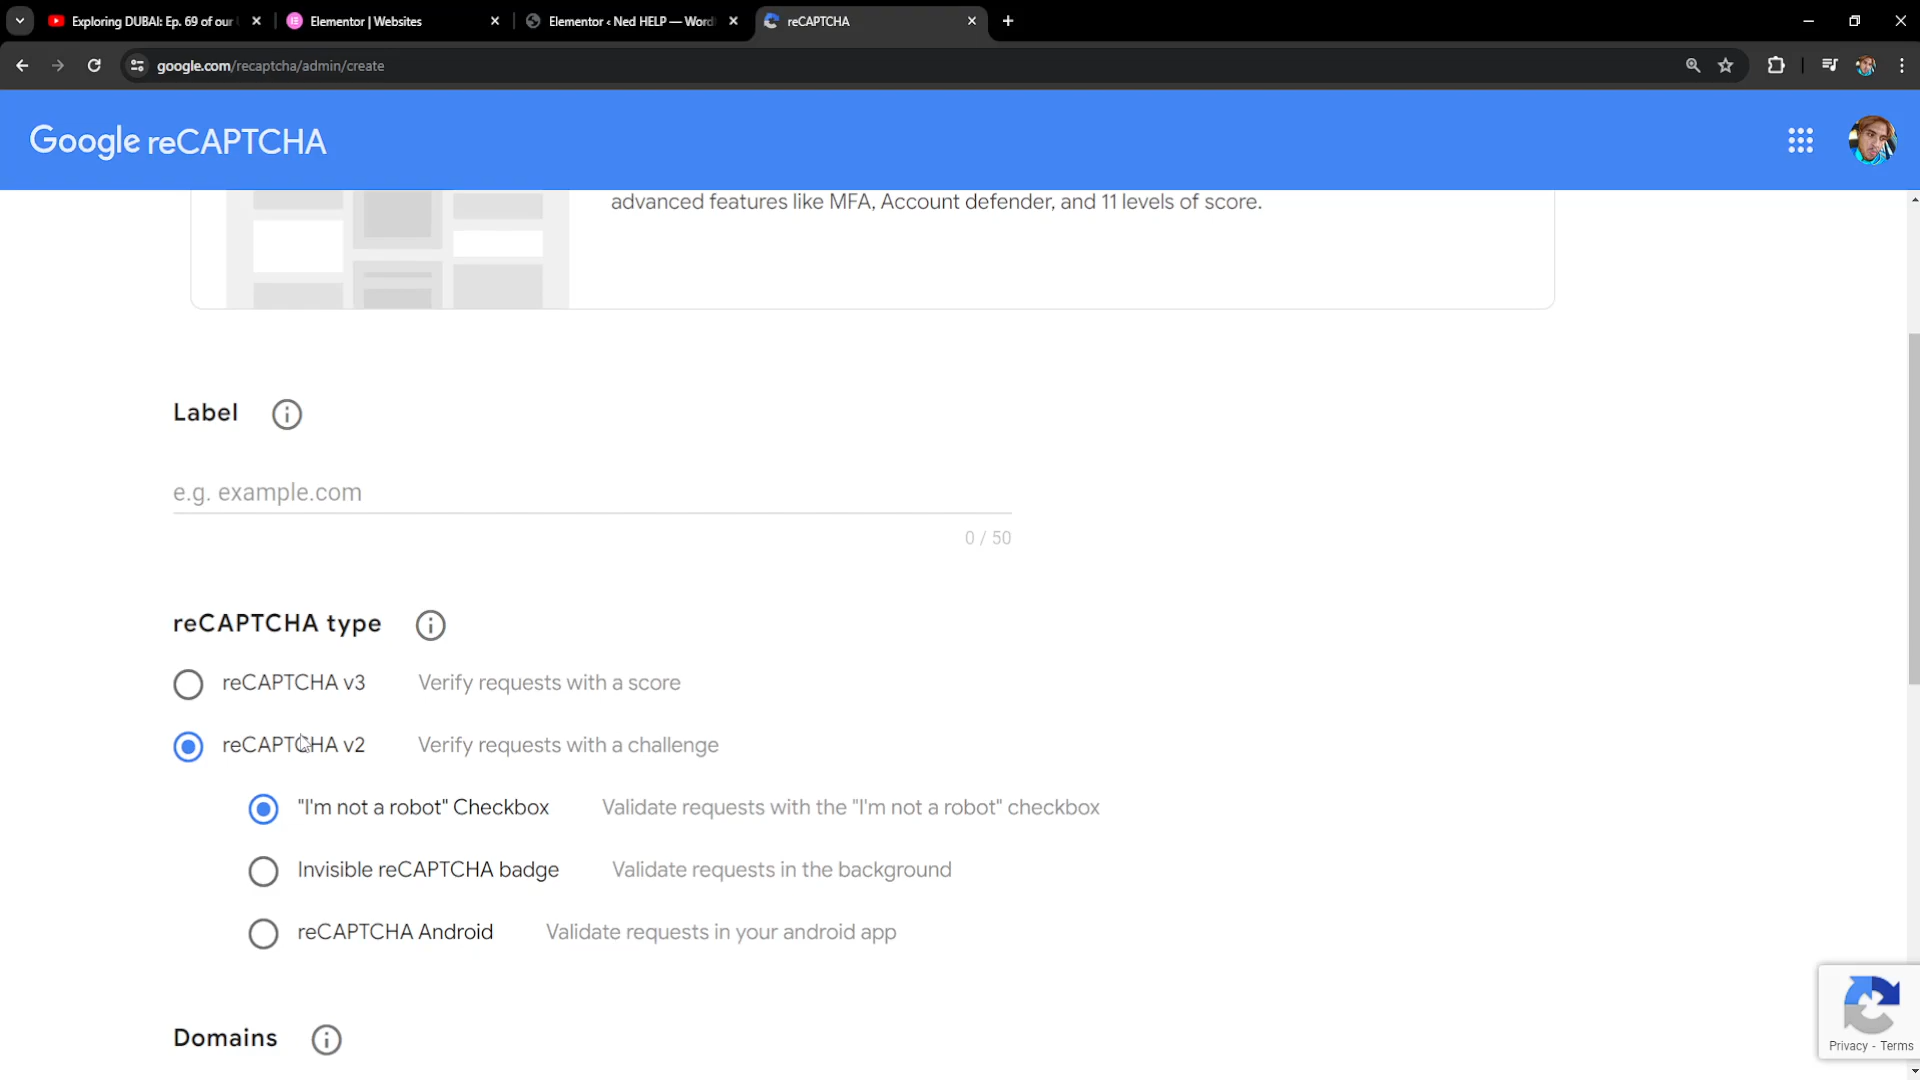 Exploring DUBAI: Ep. 69 of our
Elementor | Websites
Elementor ‹ Ned HELP — Word
reCAPTCHA
google.com/recaptcha/admin/create
Google reCAPTCHA
advanced features like MFA, Account defender, and 11 levels of score.
Label
e.g. example.com
0 / 50
reCAPTCHA type
reCAPTCHA v3 Verify requests with a score
reCAPTCHA v2 Verify requests with a challenge
"I'm not a robot" Checkbox Validate requests with the "I'm not a robot" checkbox
Invisible reCAPTCHA badge Validate requests in the background
reCAPTCHA Android Validate requests in your android app
Domains
Privacy - Terms